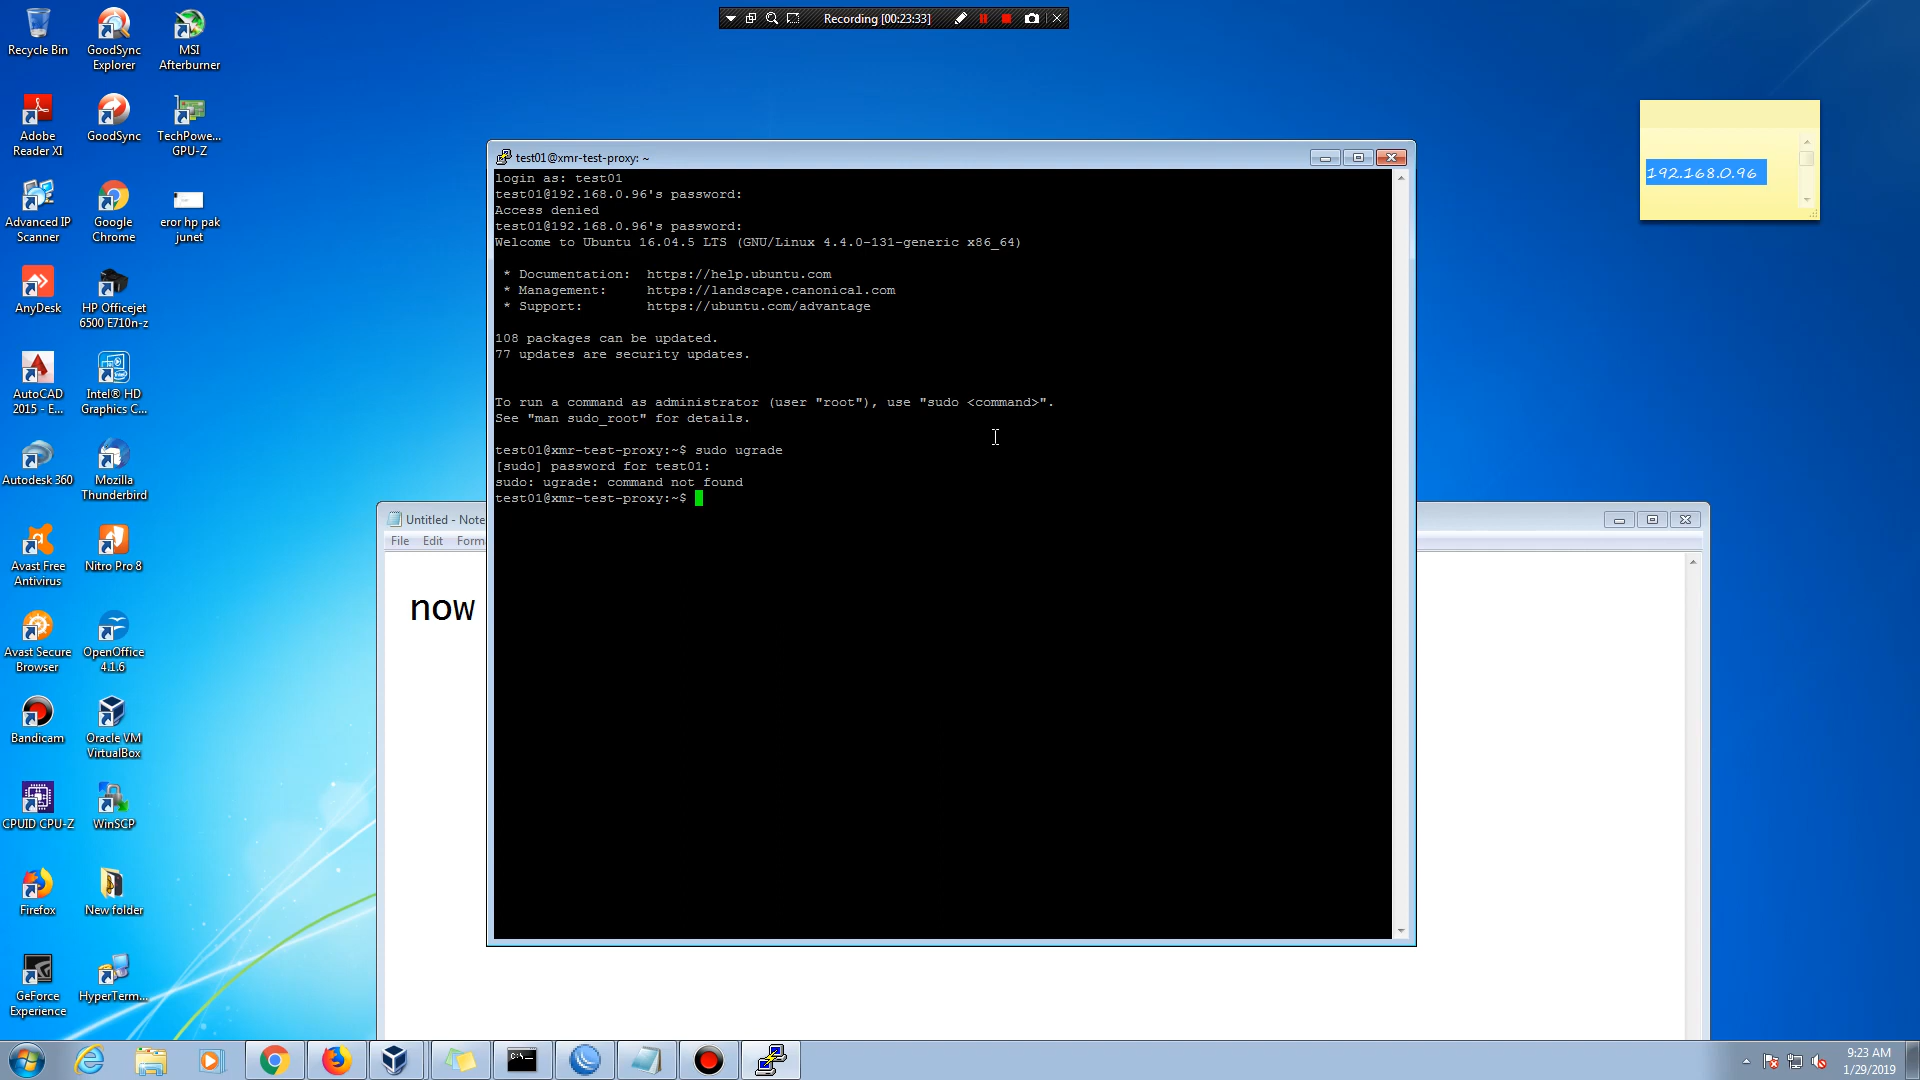 Recording [00:23:33]
Recycle Bin
GoodSync Explorer
MSI Afterburner
Adobe Reader XI
GoodSync
TechPowe... GPU-Z
Advanced IP Scanner
Google Chrome
eror hp pak junet
AnyDesk
HP Officejet 6500 E710n-z
AutoCAD 2015 - E...
Intel® HD Graphics C...
Autodesk 360
Mozilla Thunderbird
Avast Free Antivirus
Nitro Pro 8
Avast Secure Browser
OpenOffice 4.1.6
Bandicam
Oracle VM VirtualBox
CPUID CPU-Z
WinSCP
Firefox
New folder
GeForce Experience
HyperTerm...
192.168.0.96
test01@xmr-test-proxy: ~
login as: test01
test01@192.168.0.96's password:
Access denied
test01@192.168.0.96's password:
Welcome to Ubuntu 16.04.5 LTS (GNU/Linux 4.4.0-131-generic x86_64)
* Documentation:  https://help.ubuntu.com
* Management:     https://landscape.canonical.com
* Support:        https://ubuntu.com/advantage
108 packages can be updated.
77 updates are security updates.
To run a command as administrator (user "root"), use "sudo <command>".
See "man sudo_root" for details.
test01@xmr-test-proxy:~$ sudo ugrade
[sudo] password for test01:
sudo: ugrade: command not found
test01@xmr-test-proxy:~$
Untitled - Note
File Edit Forma
now
C:\_
9:23 AM
1/29/2019